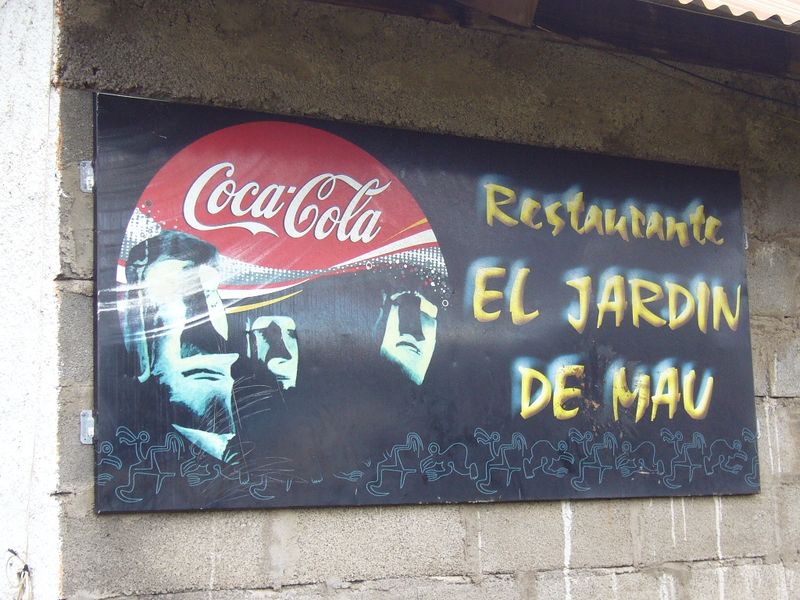 Coca-Cola
Restaurante
EL JARDIN
DE MAU